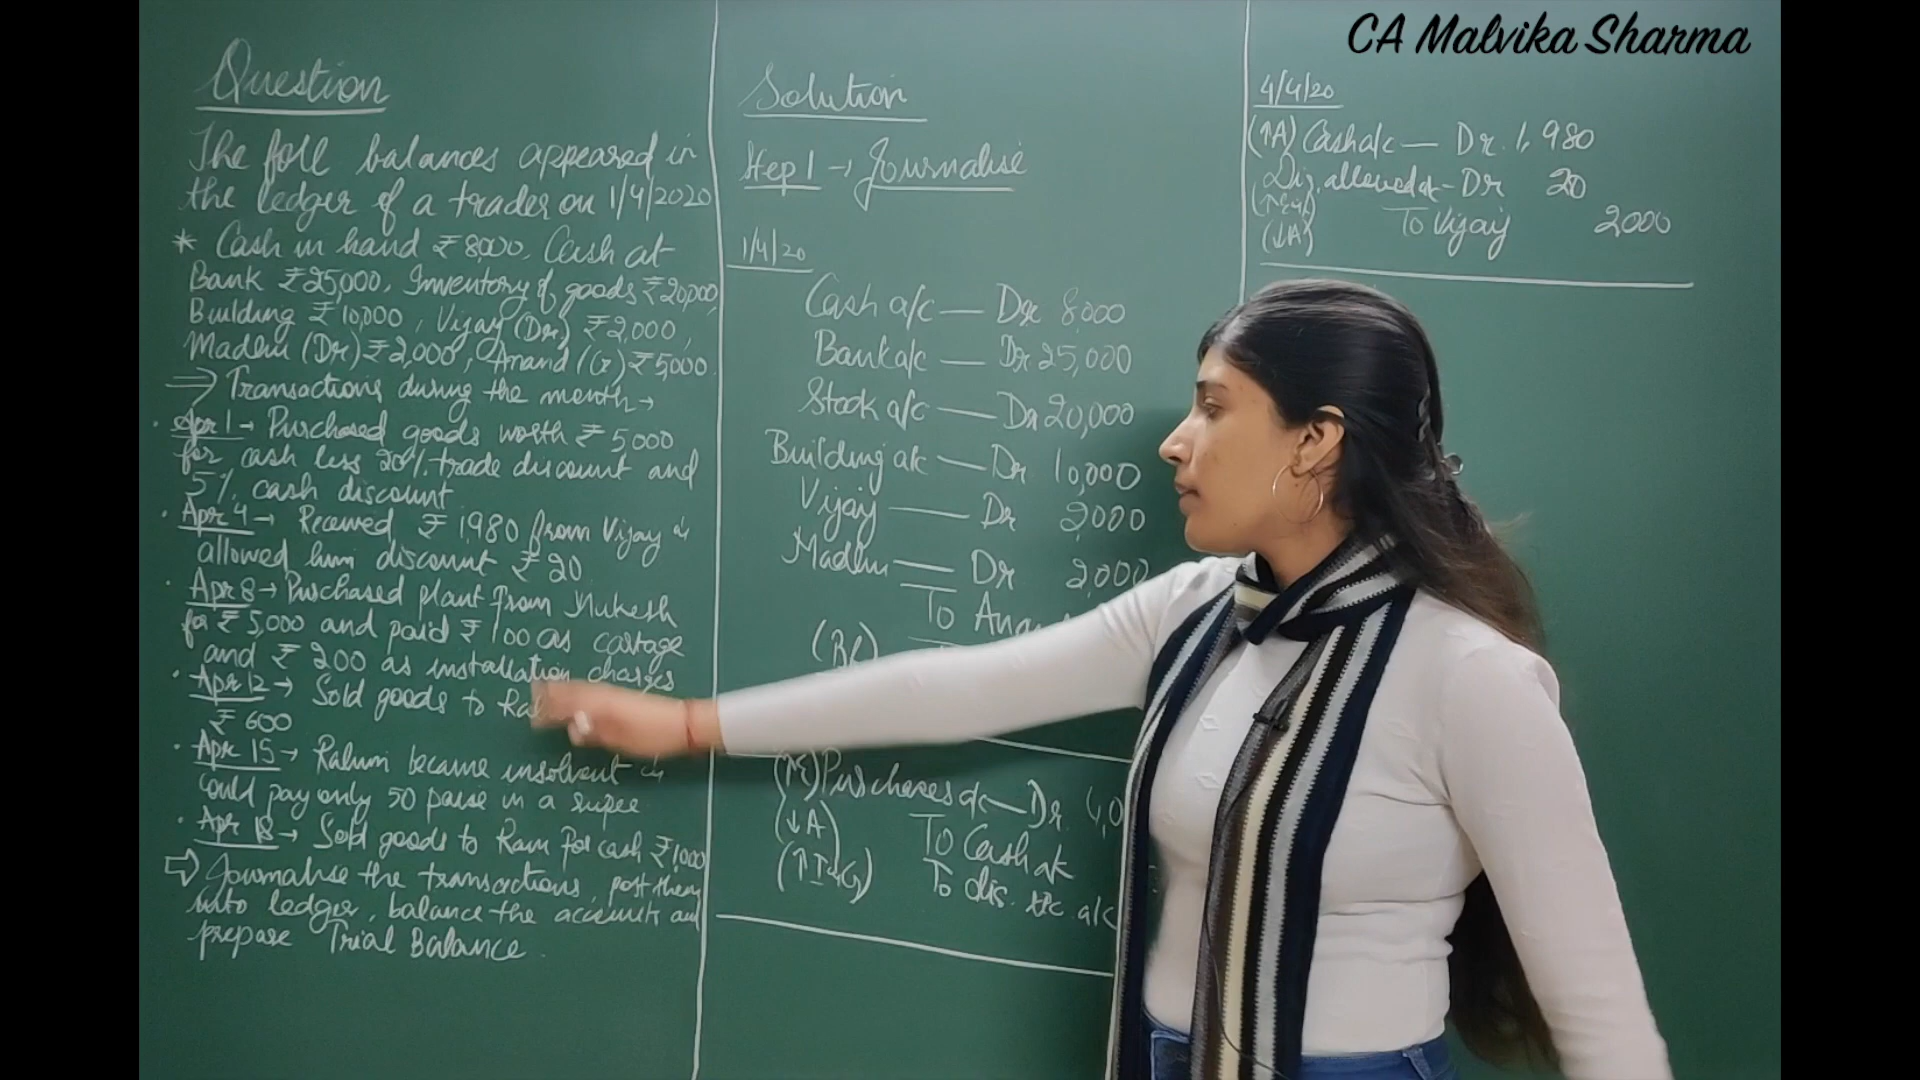 CA Malvika Sharma
Question
The foll balances appeared in
the ledger of a trader on 1/4/2020
* Cash in hand ₹ 8,000, Cash at
Bank ₹25,000, Inventory of goods ₹20,000,
Building ₹10,000, Vijay (Dr) ₹2,000,
Madhu (Dr) ₹2,000, Anand (Cr) ₹5,000.
⇒ Transactions during the month →
· Apr 1 → Purchased goods worth ₹ 5,000
for cash less 20% trade discount and
5% cash discount
· Apr 4 → Received ₹ 1,980 from Vijay &
allowed him discount ₹ 20
· Apr 8 → Purchased plant from Mukesh
for ₹ 5,000 and paid ₹ 100 as cartage
and ₹ 200 as installation charges
· Apr 12 → Sold goods to
₹ 600
· Apr 15 → Rahim became insolvent &
could pay only 50 paise in a rupee
· Apr 18 → Sold goods to Ram for cash ₹1,000
⇨ Journalise the transactions, post them
into ledger, balance the accounts and
prepare Trial Balance.
Solution
Step 1 → Journalise
1/4/20
Cash a/c — Dr 8,000
Bank a/c — Dr 25,000
Stock a/c — Dr 20,000
Building a/c — Dr 10,000
Vijay — Dr 2,000
Madhu — Dr 2,000
To
(↑E) Purchases a/c — Dr.
(↓A) To Cash a/c
(↑I & G) To dis. rec. a/c
4/4/20
(↑A) Cash a/c — Dr. 1,980
Dis. allowed a/c — Dr 20
(↓A) To Vijay 2000